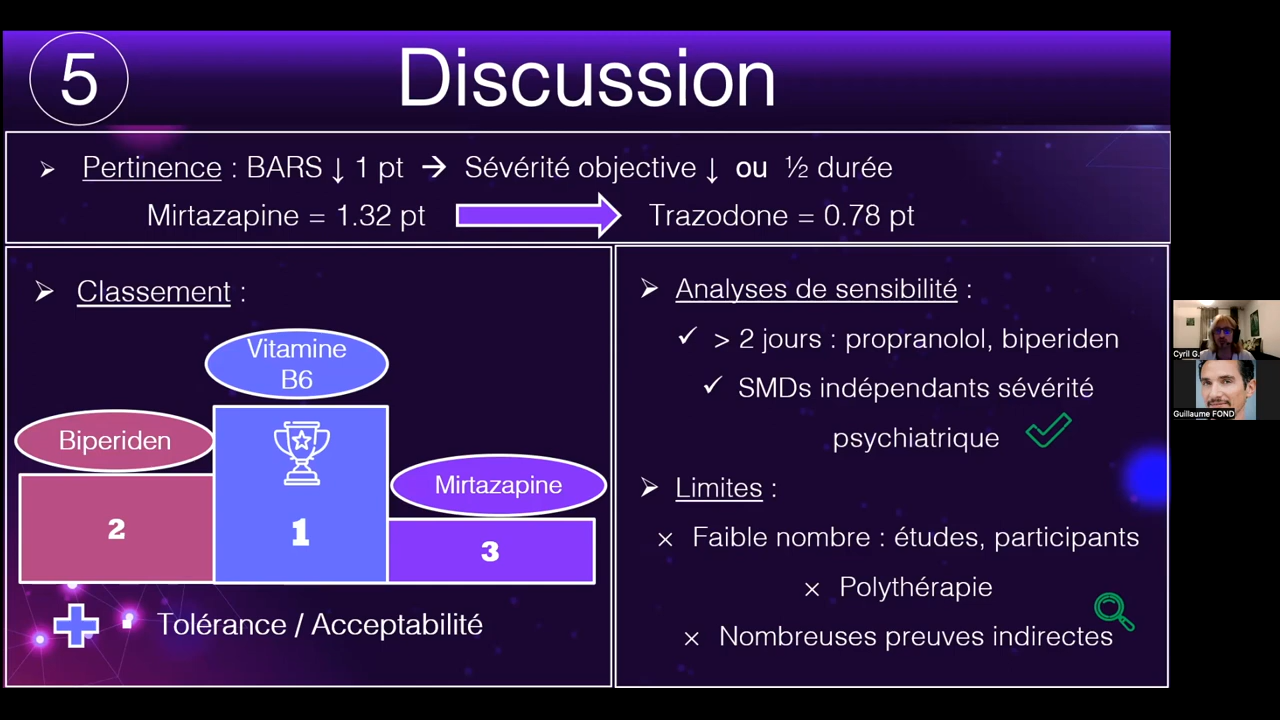 5
Discussion
➢ Pertinence : BARS ↓ 1 pt → Sévérité objective ↓ ou ½ durée
Mirtazapine = 1.32 pt
Trazodone = 0.78 pt
➢ Classement :
Vitamine
B6
Biperiden
Mirtazapine
2
1
3
Tolérance / Acceptabilité
➢ Analyses de sensibilité :
✓ > 2 jours : propranolol, biperiden
✓ SMDs indépendants sévérité
psychiatrique
➢ Limites :
× Faible nombre : études, participants
× Polythérapie
× Nombreuses preuves indirectes
Cyril G.
Guillaume FOND